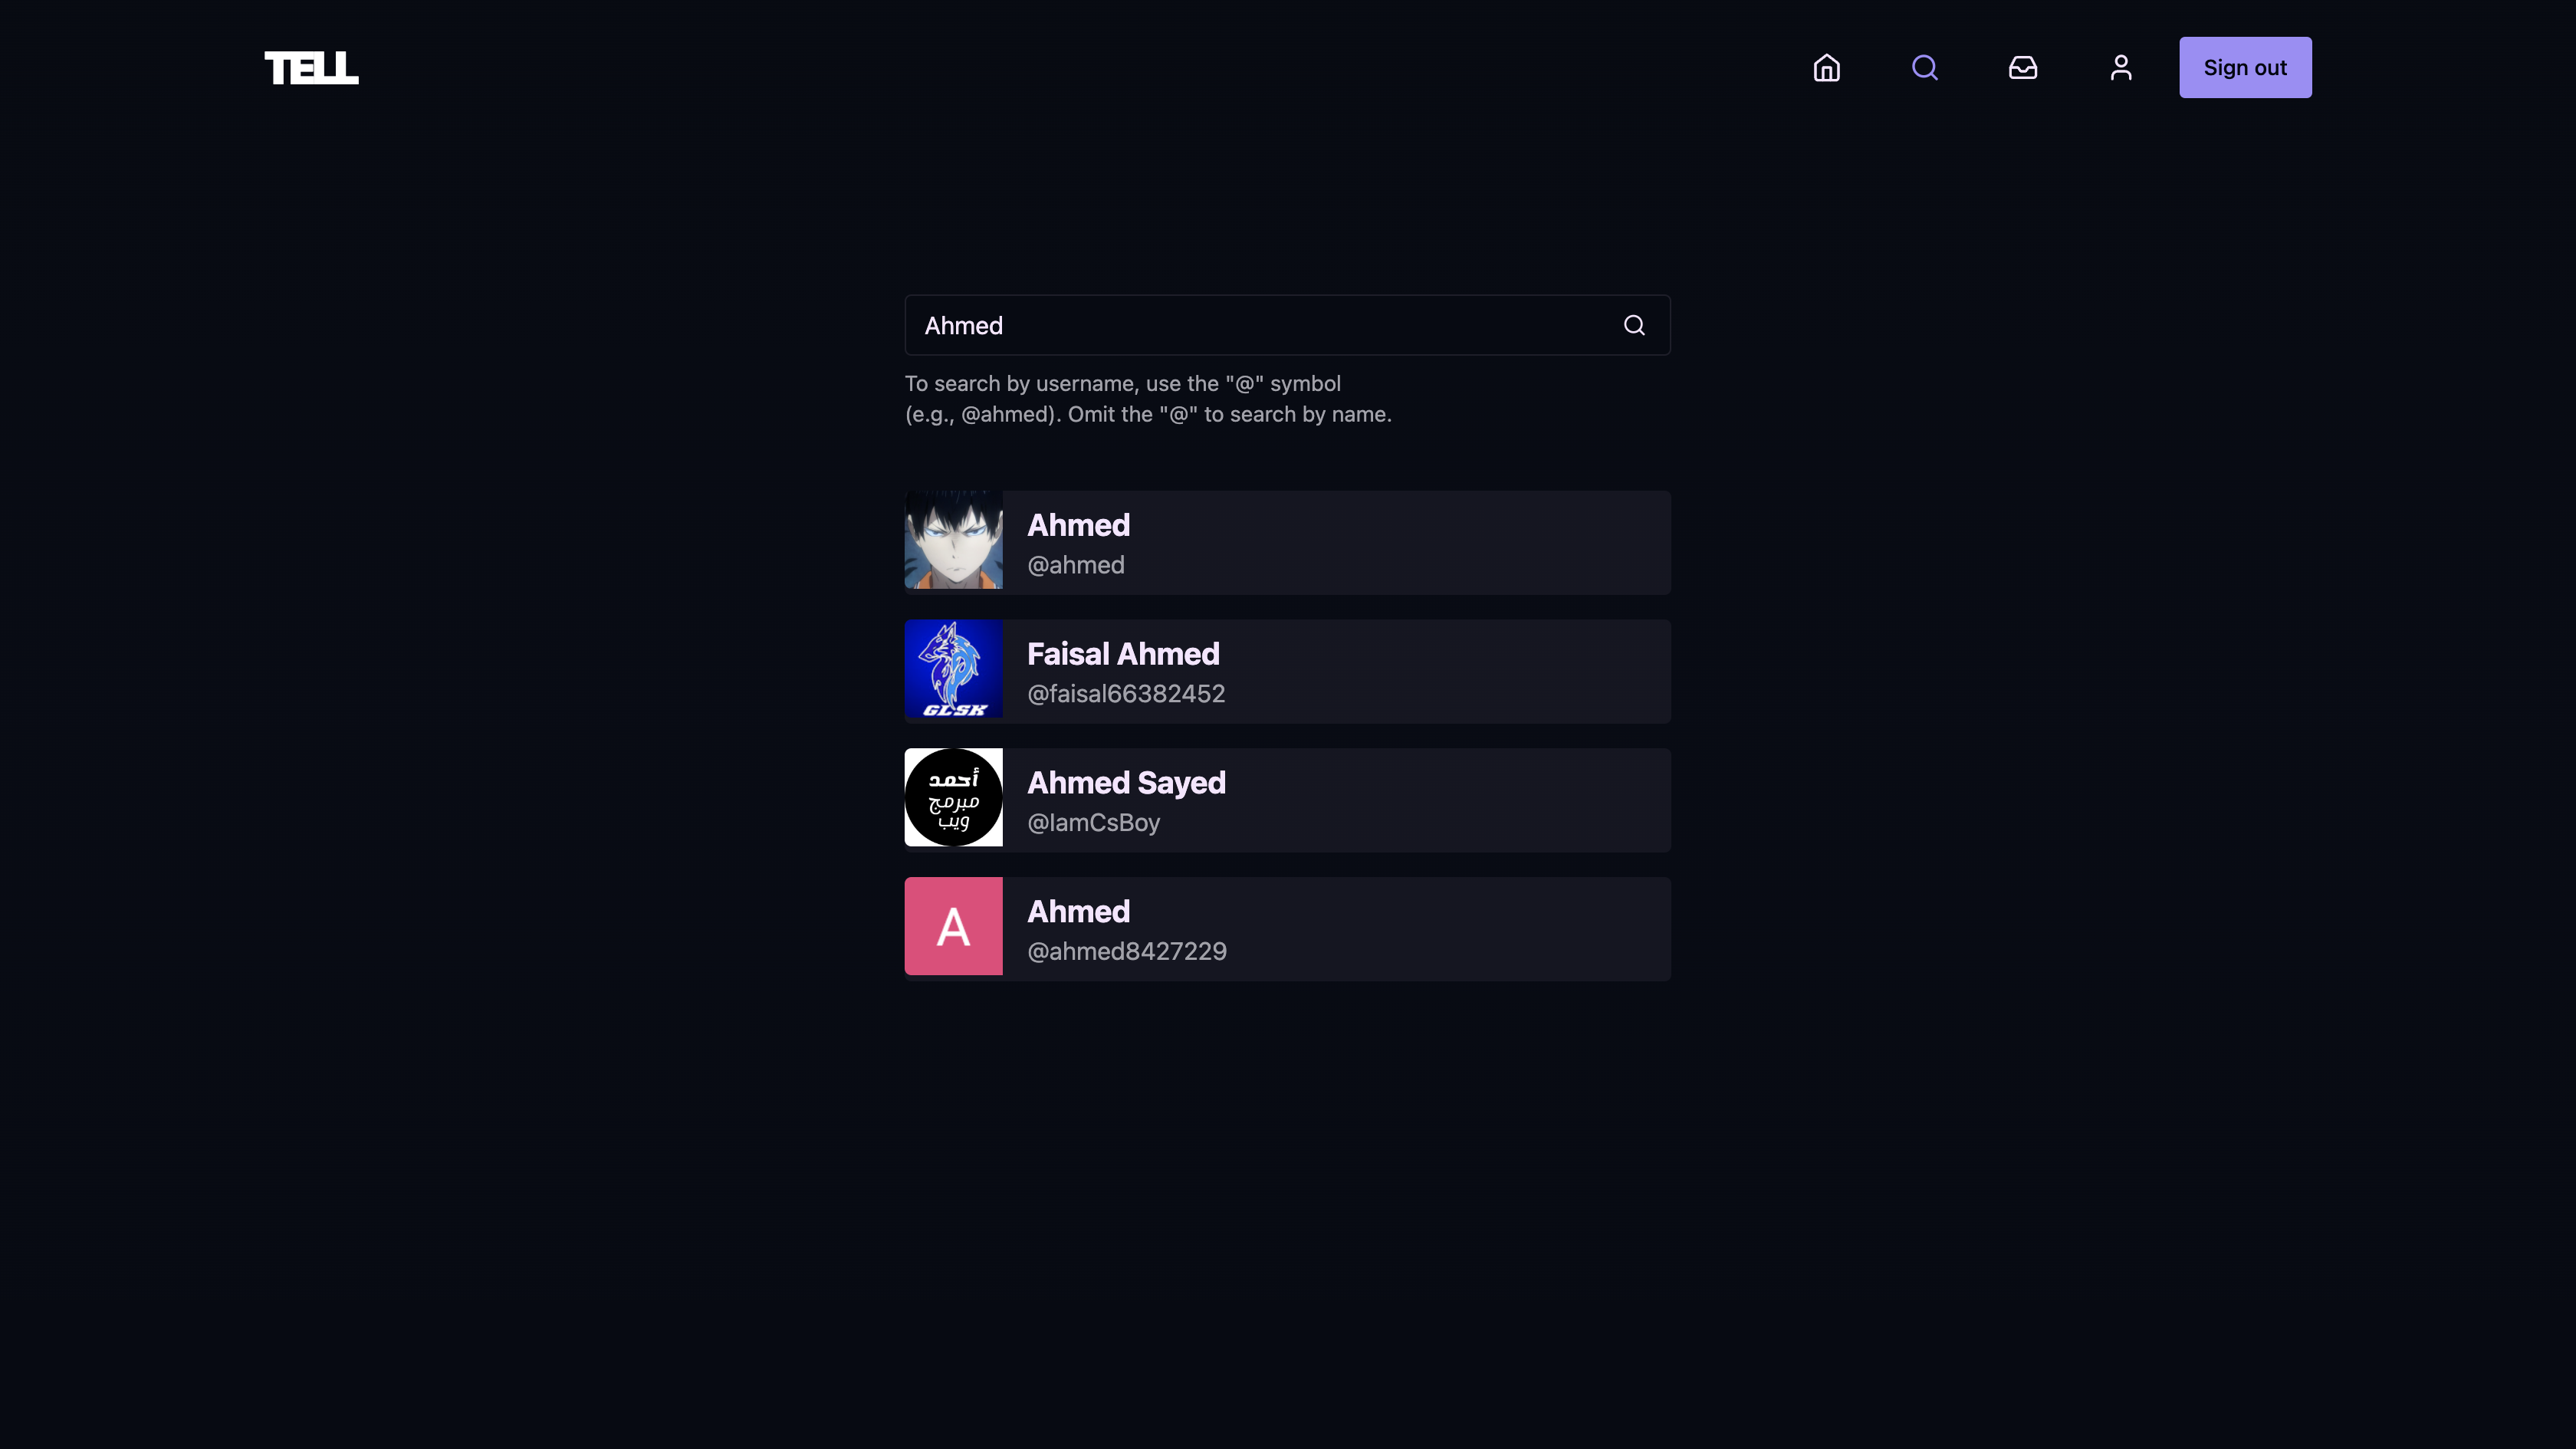 TELL
Sign out
Ahmed
To search by username, use the "@" symbol
(e.g., @ahmed). Omit the "@" to search by name.
Ahmed
@ahmed
GLSK
Faisal Ahmed
@faisal66382452
أحمد
مبرمج
ويب
Ahmed Sayed
@IamCsBoy
A
Ahmed
@ahmed8427229